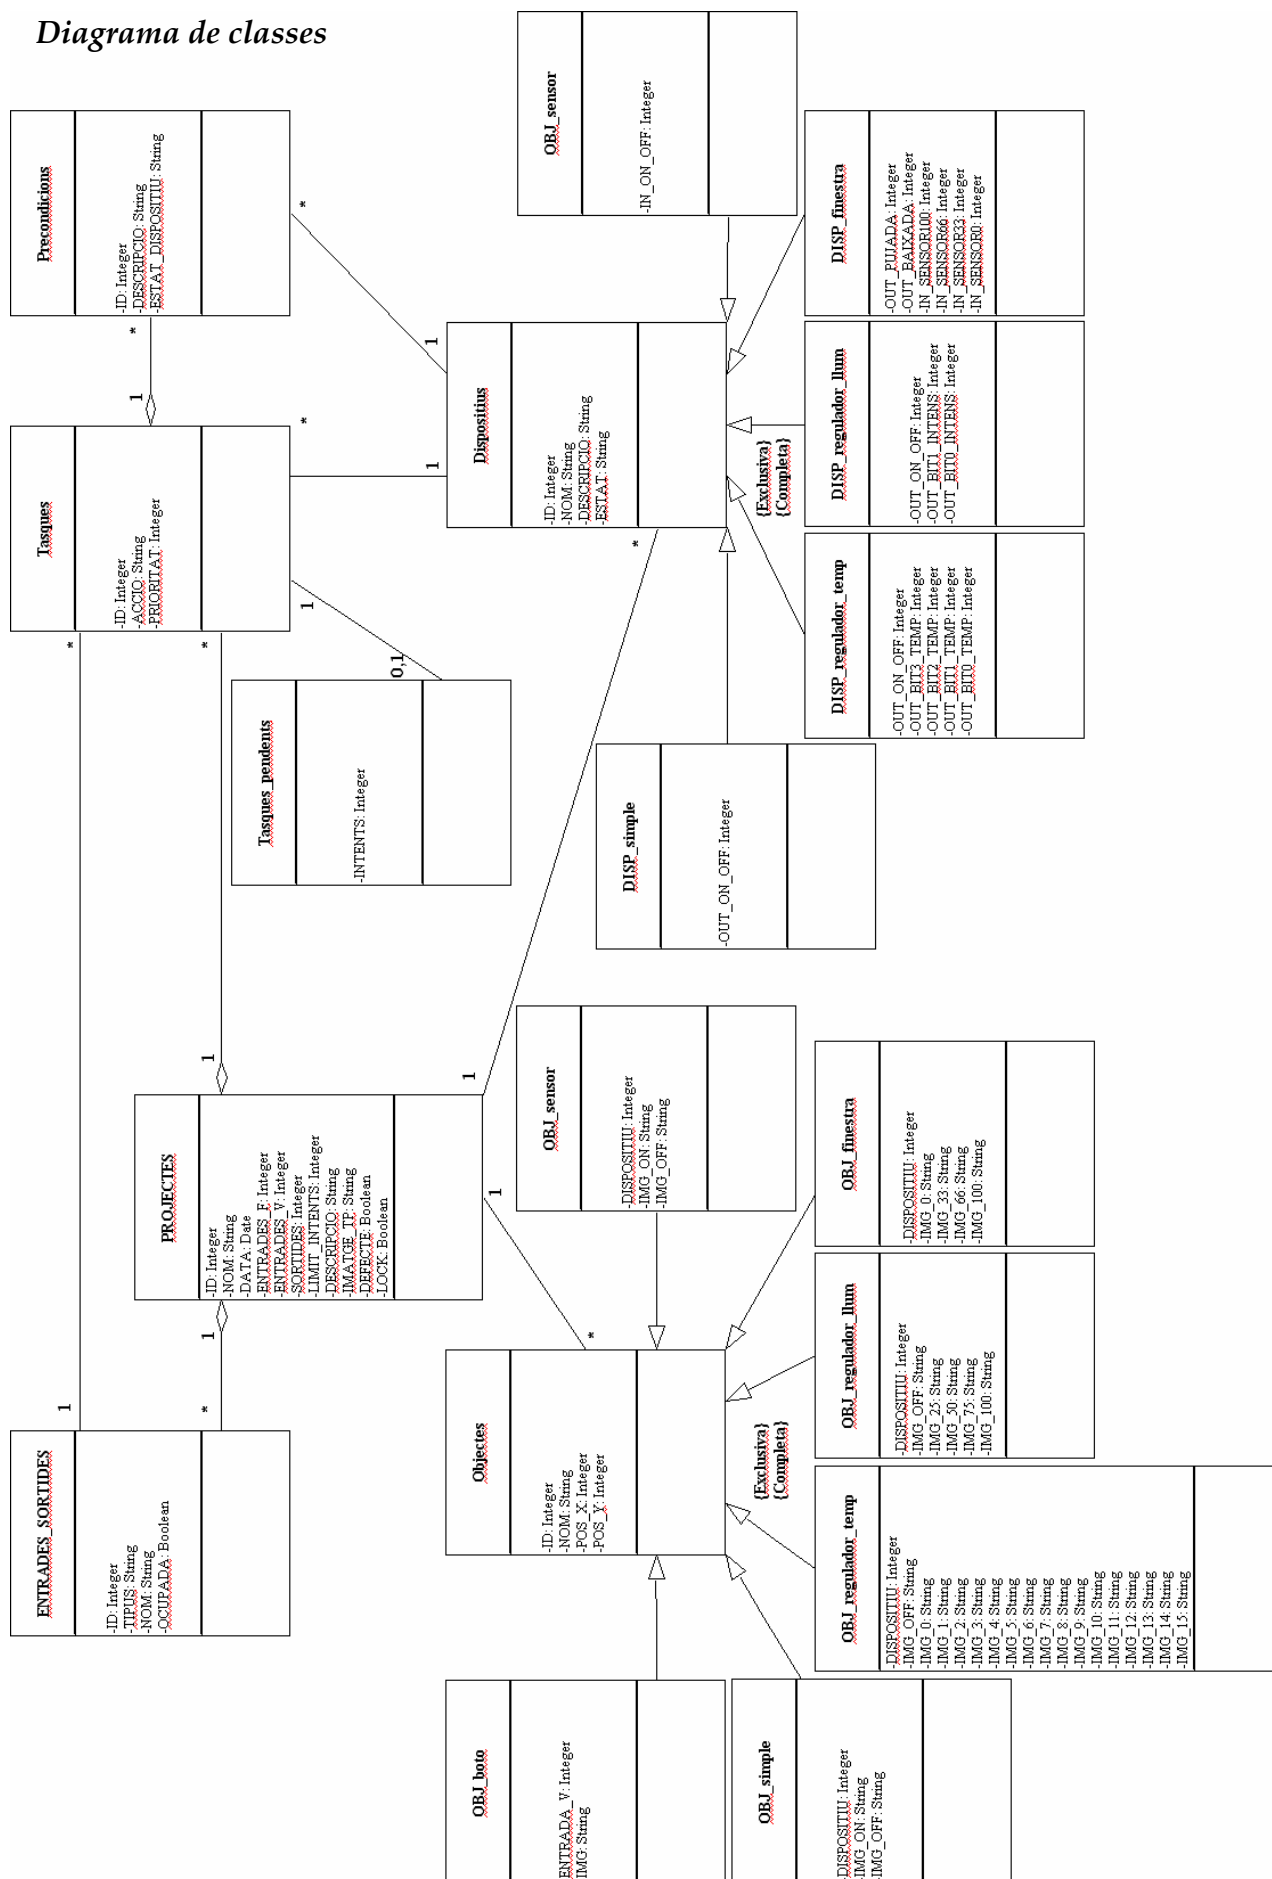 Diagrama de classes
Precondicions
-ID: Integer
-DESCRIPCIO: String
-ESTAT_DISPOSITIU: String
*
*
1
Tasques
-ID: Integer
-ACCIO: String
-PRIORITAT: Integer
*
1
*
*
1
0,1
1
Tasques_pendents
-INTENTS: Integer
OBJ_sensor
-IN_ON_OFF: Integer
Dispositius
-ID: Integer
-NOM: String
-DESCRIPCIO: String
-ESTAT: String
*
{Exclusiva}
{Completa}
DISP_finestra
-OUT_PUJADA: Integer
-OUT_BAIXADA: Integer
-IN_SENSOR100: Integer
-IN_SENSOR66: Integer
-IN_SENSOR33: Integer
-IN_SENSOR0: Integer
DISP_regulador_llum
-OUT_ON_OFF: Integer
-OUT_BIT1_INTENS: Integer
-OUT_BIT0_INTENS: Integer
DISP_regulador_temp
-OUT_ON_OFF: Integer
-OUT_BIT3_TEMP: Integer
-OUT_BIT2_TEMP: Integer
-OUT_BIT1_TEMP: Integer
-OUT_BIT0_TEMP: Integer
DISP_simple
-OUT_ON_OFF: Integer
1
PROJECTES
-ID: Integer
-NOM: String
-DATA: Date
-ENTRADES_F: Integer
-ENTRADES_V: Integer
-SORTIDES: Integer
-LIMIT_INTENTS: Integer
-DESCRIPCIO: String
-IMATGE_TP: String
-DEFECTE: Boolean
-LOCK: Boolean
1
1
1
*
1
*
ENTRADES_SORTIDES
-ID: Integer
-TIPUS: String
-NOM: String
-OCUPADA: Boolean
OBJ_sensor
-DISPOSITIU: Integer
-IMG_ON: String
-IMG_OFF: String
Objectes
-ID: Integer
-NOM: String
-POS_X: Integer
-POS_Y: Integer
{Exclusiva}
{Completa}
OBJ_finestra
-DISPOSITIU: Integer
-IMG_0: String
-IMG_33: String
-IMG_66: String
-IMG_100: String
OBJ_regulador_llum
-DISPOSITIU: Integer
-IMG_OFF: String
-IMG_25: String
-IMG_50: String
-IMG_75: String
-IMG_100: String
OBJ_regulador_temp
-DISPOSITIU: Integer
-IMG_OFF: String
-IMG_0: String
-IMG_1: String
-IMG_2: String
-IMG_3: String
-IMG_4: String
-IMG_5: String
-IMG_6: String
-IMG_7: String
-IMG_8: String
-IMG_9: String
-IMG_10: String
-IMG_11: String
-IMG_12: String
-IMG_13: String
-IMG_14: String
-IMG_15: String
OBJ_boto
ENTRADA_V: Integer
IMG: String
OBJ_simple
-DISPOSITIU: Integer
-IMG_ON: String
-IMG_OFF: String